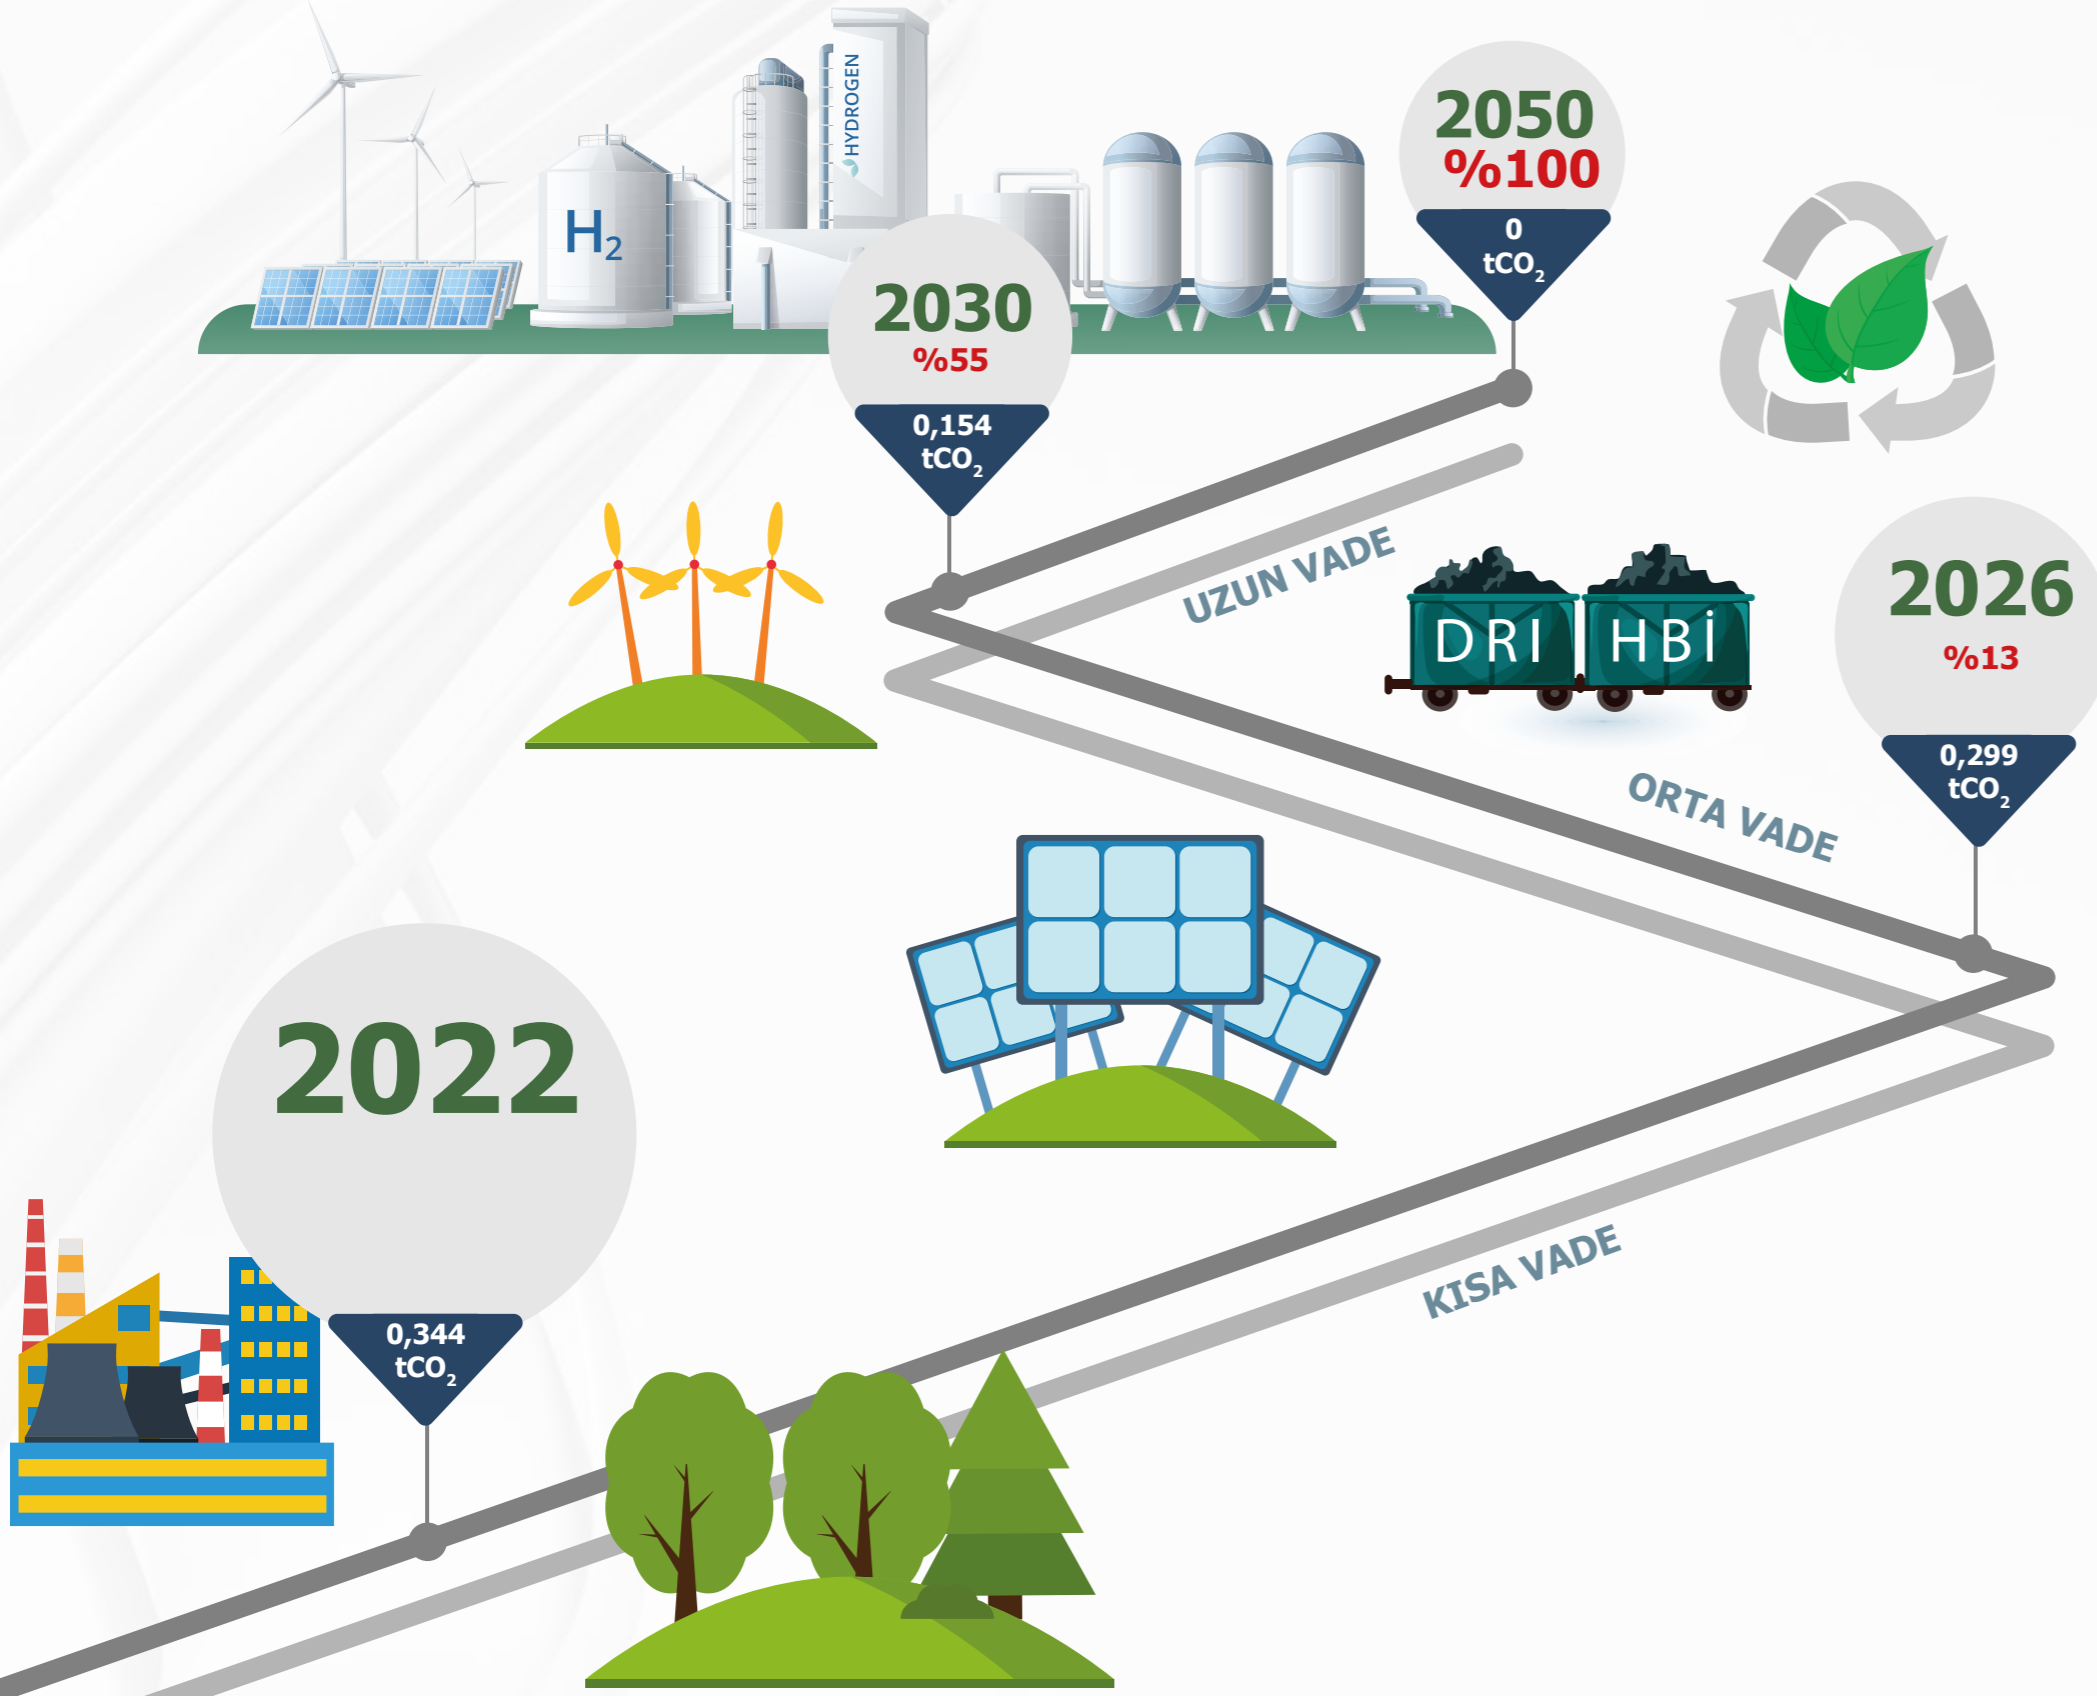 HYDROGEN
H2
2050
%100
0
tCO2
2030
%55
0,154
tCO2
UZUN VADE
DRI HBİ
2026
%13
0,299
tCO2
ORTA VADE
2022
0,344
tCO2
KISA VADE